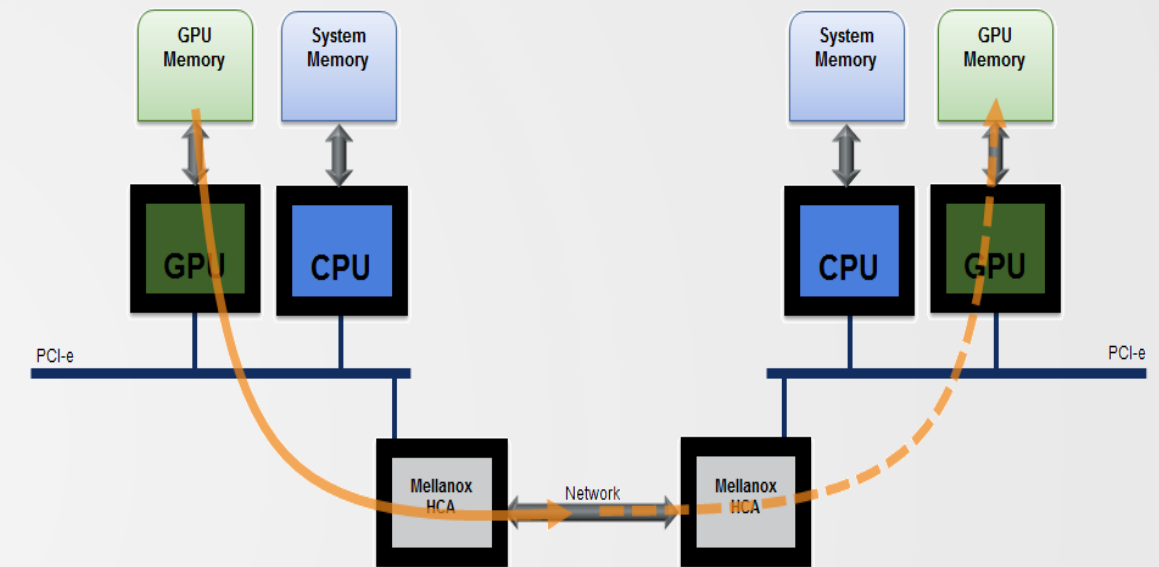 GPU
Memory
System
Memory
System
Memory
GPU
Memory
GPU
CPU
CPU
GPU
PCI-e
PCI-e
Mellanox
HCA
Network
Mellanox
HCA